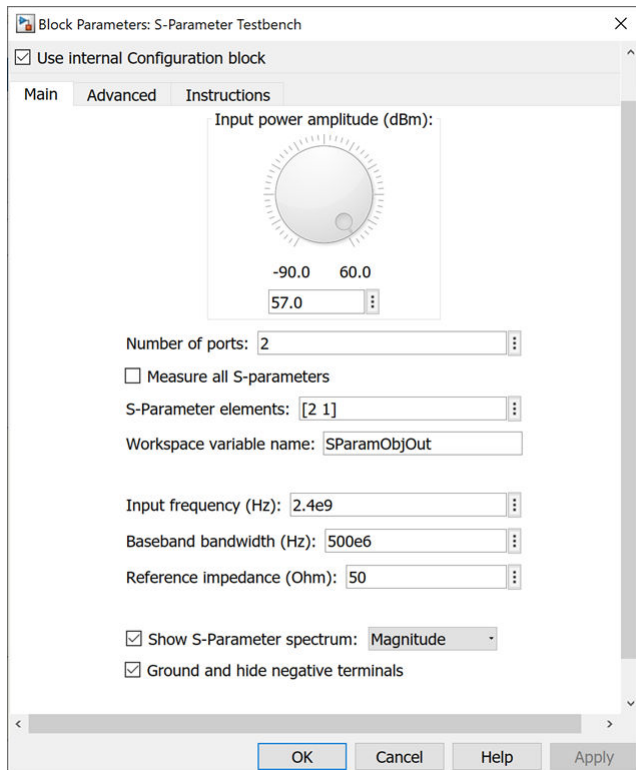 Block Parameters: S-Parameter Testbench
Use internal Configuration block
Main Advanced Instructions
Input power amplitude (dBm):
-90.0 60.0
57.0
Number of ports: 2
Measure all S-parameters
S-Parameter elements: [2 1]
Workspace variable name: SParamObjOut
Input frequency (Hz): 2.4e9
Baseband bandwidth (Hz): 500e6
Reference impedance (Ohm): 50
Show S-Parameter spectrum: Magnitude
Ground and hide negative terminals
OK Cancel Help Apply